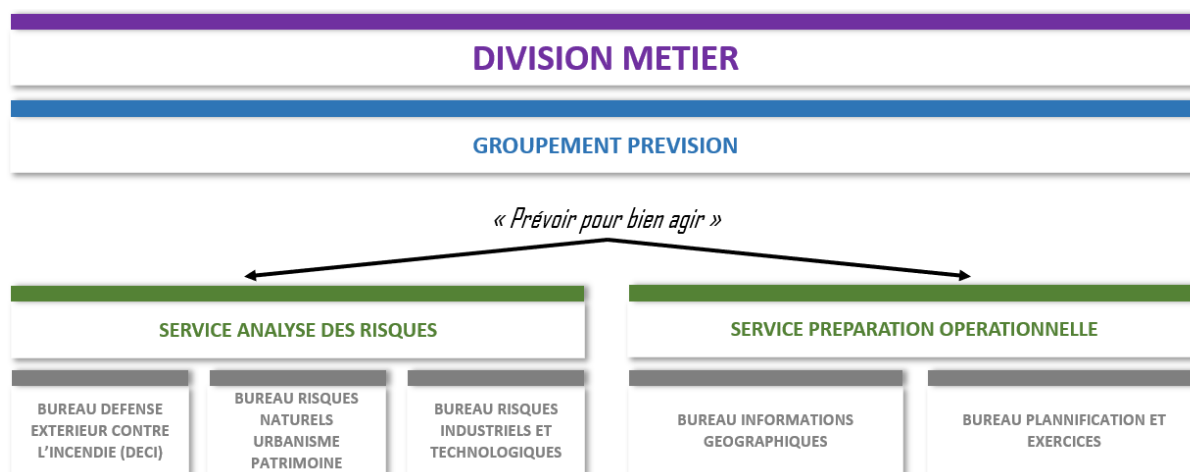 DIVISION METIER
GROUPEMENT PREVISION
« Prévoir pour bien agir »
SERVICE ANALYSE DES RISQUES
SERVICE PREPARATION OPERATIONNELLE
BUREAU DEFENSE
EXTERIEUR CONTRE
L’INCENDIE (DECI)
BUREAU RISQUES
NATURELS
URBANISME
PATRIMOINE
BUREAU RISQUES
INDUSTRIELS ET
TECHNOLOGIQUES
BUREAU INFORMATIONS
GEOGRAPHIQUES
BUREAU PLANNIFICATION ET
EXERCICES